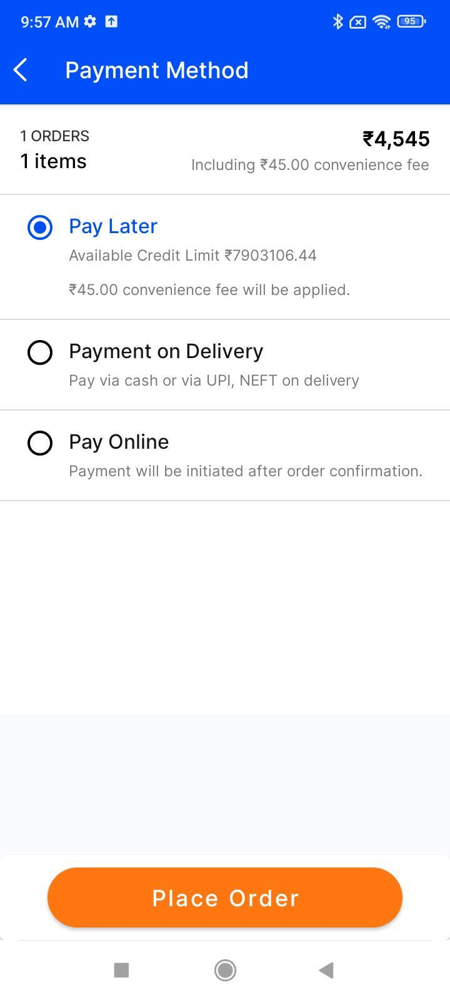 9:57 AM
95
Payment Method
1 ORDERS
₹4,545
1 items
Including ₹45.00 convenience fee
Pay Later
Available Credit Limit ₹7903106.44
₹45.00 convenience fee will be applied.
Payment on Delivery
Pay via cash or via UPI, NEFT on delivery
Pay Online
Payment will be initiated after order confirmation.
Place Order